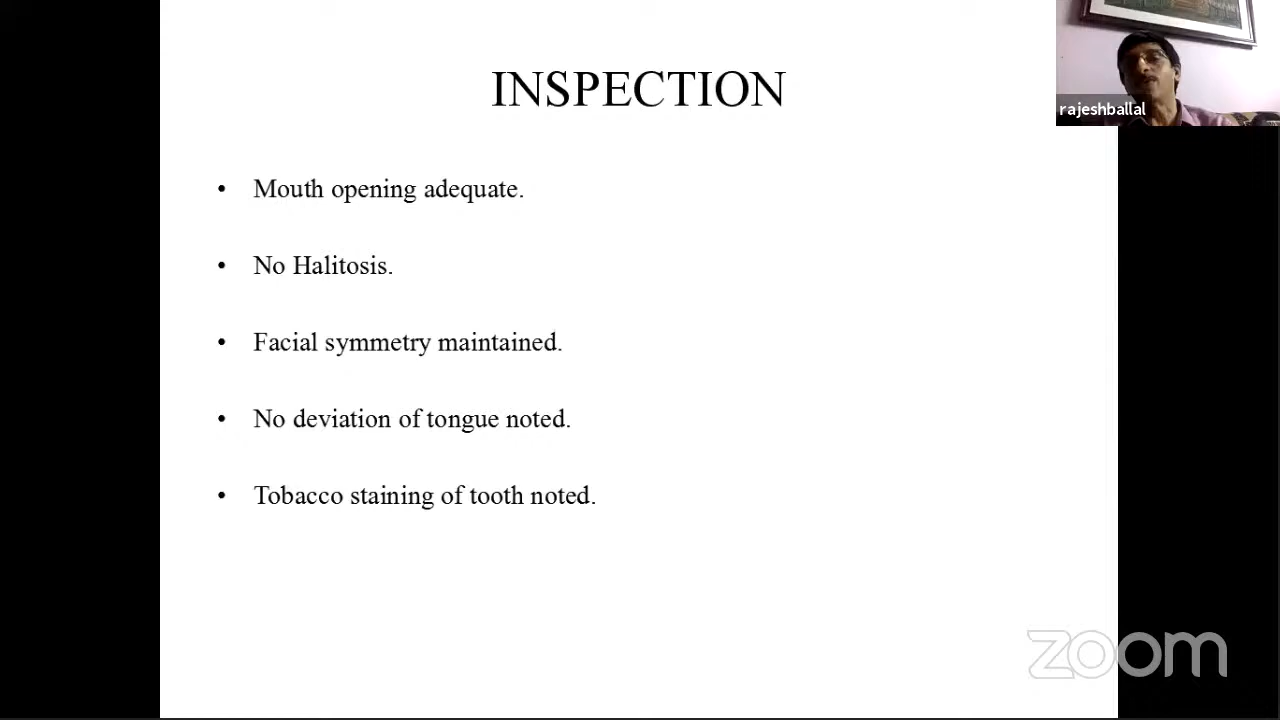 INSPECTION
rajeshballal
• Mouth opening adequate.
• No Halitosis.
• Facial symmetry maintained.
• No deviation of tongue noted.
• Tobacco staining of tooth noted.
zoom